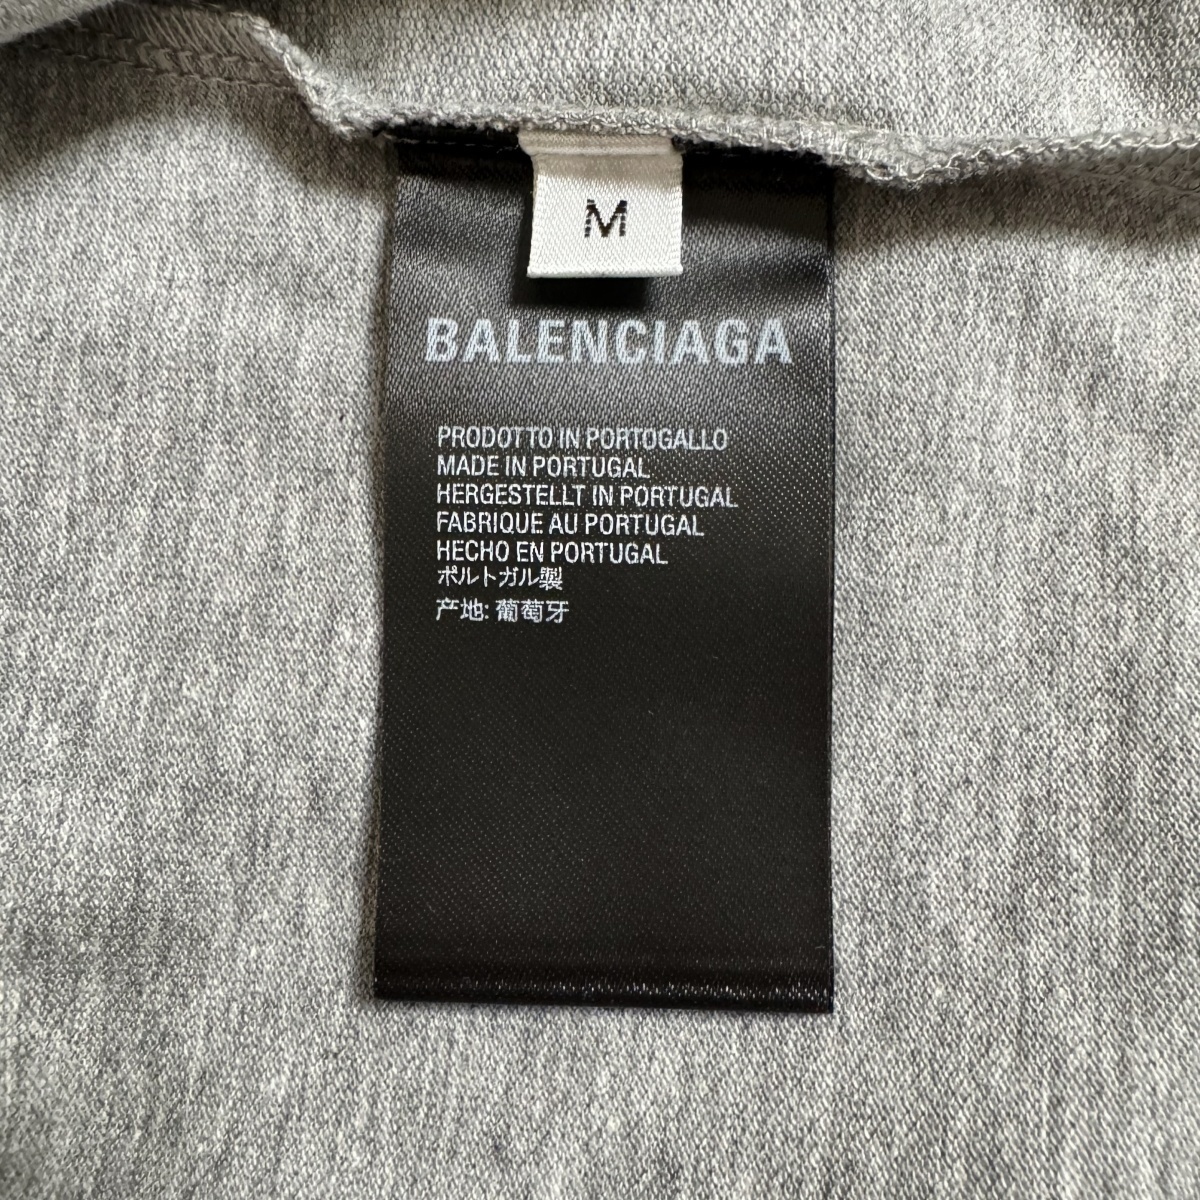 M
BALENCIAGA
PRODOTTO IN PORTOGALLO
MADE IN PORTUGAL
HERGESTELLT IN PORTUGAL
FABRIQUE AU PORTUGAL
HECHO EN PORTUGAL
ポルトガル製
产地: 葡萄牙